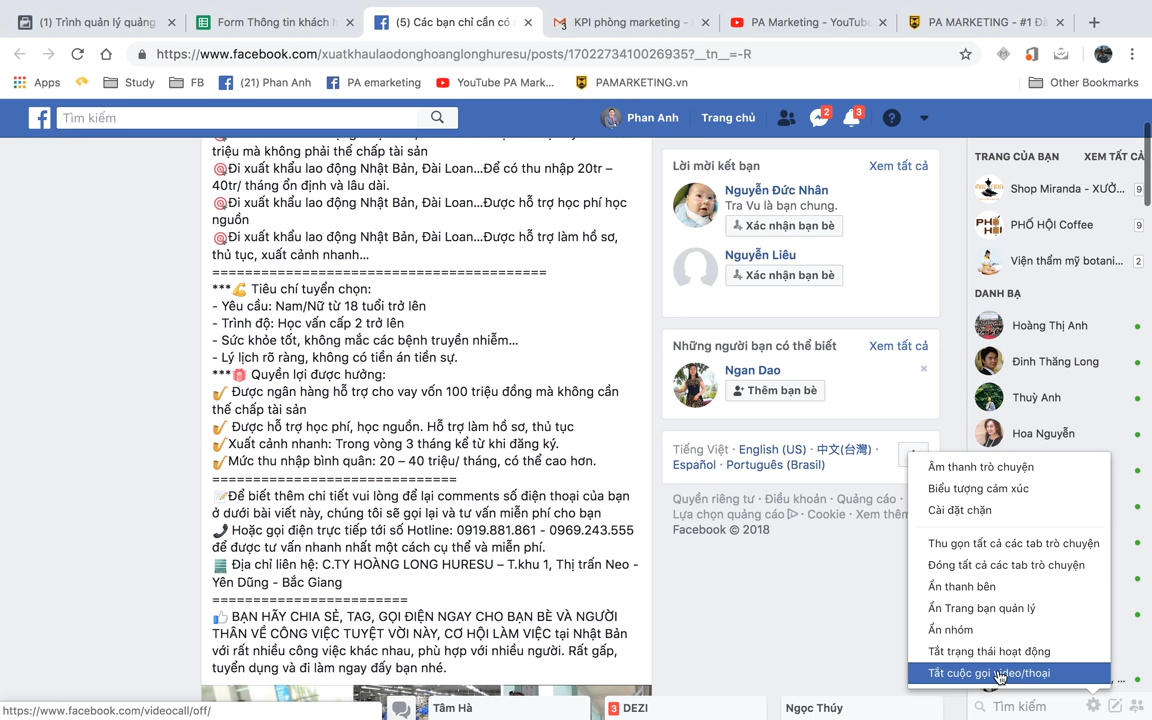 (1) Trình quản lý quảng
Form Thông tin khách h
(5) Các bạn chỉ cần có
KPI phòng marketing -
PA Marketing - YouTube
PA MARKETING - #1 Đà
https://www.facebook.com/xuatkhaulaodonghoanglonghuresu/posts/1702273410026935?__tn__=-R
Apps
Study
FB
(21) Phan Anh
PA emarketing
YouTube PA Mark...
PAMARKETING.vn
Other Bookmarks
Tìm kiếm
Phan Anh
Trang chủ
2
3
triệu mà không phải thế chấp tài sản
🎯Đi xuất khẩu lao động Nhật Bản, Đài Loan...Để có thu nhập 20tr –
40tr/ tháng ổn định và lâu dài.
🎯Đi xuất khẩu lao động Nhật Bản, Đài Loan...Được hỗ trợ học phí học
nguồn
🎯Đi xuất khẩu lao động Nhật Bản, Đài Loan...Được hỗ trợ làm hồ sơ,
thủ tục, xuất cảnh nhanh...
=========================================
***💪 Tiêu chí tuyển chọn:
- Yêu cầu: Nam/Nữ từ 18 tuổi trở lên
- Trình độ: Học vấn cấp 2 trở lên
- Sức khỏe tốt, không mắc các bệnh truyền nhiễm...
- Lý lịch rõ ràng, không có tiền án tiền sự.
***🎁 Quyền lợi được hưởng:
Được ngân hàng hỗ trợ cho vay vốn 100 triệu đồng mà không cần
thế chấp tài sản
Được hỗ trợ học phí, học nguồn. Hỗ trợ làm hồ sơ, thủ tục
Xuất cảnh nhanh: Trong vòng 3 tháng kể từ khi đăng ký.
Mức thu nhập bình quân: 20 – 40 triệu/ tháng, có thể cao hơn.
==============================
📝Để biết thêm chi tiết vui lòng để lại comments số điện thoại của bạn
ở dưới bài viết này, chúng tôi sẽ gọi lại và tư vấn miễn phí cho bạn
📞 Hoặc gọi điện trực tiếp tới số Hotline: 0919.881.861 - 0969.243.555
để được tư vấn nhanh nhất một cách cụ thể và miễn phí.
Địa chỉ liên hệ: C.TY HOÀNG LONG HURESU – T.khu 1, Thị trấn Neo -
Yên Dũng - Bắc Giang
========================
👍 BẠN HÃY CHIA SẺ, TAG, GỌI ĐIỆN NGAY CHO BẠN BÈ VÀ NGƯỜI
THÂN VỀ CÔNG VIỆC TUYỆT VỜI NÀY, CƠ HỘI LÀM VIỆC tại Nhật Bản
với rất nhiều công việc khác nhau, phù hợp với nhiều người. Rất gấp,
tuyển dụng và đi làm ngay đấy bạn nhé.
Lời mời kết bạn
Xem tất cả
Nguyễn Đức Nhân
Tra Vu là bạn chung.
Xác nhận bạn bè
Nguyễn Liêu
Xác nhận bạn bè
Những người bạn có thể biết
Xem tất cả
Ngan Dao
Thêm bạn bè
Tiếng Việt · English (US) · 中文(台灣) ·
Español · Português (Brasil)
Quyền riêng tư · Điều khoản · Quảng cáo ·
Lựa chọn quảng cáo · Cookie · Xem thêm
Facebook © 2018
TRANG CỦA BẠN
XEM TẤT CẢ
Shop Miranda - XƯỞ...
9
PHỐ HỘI Coffee
9
Viện thẩm mỹ botani...
2
DANH BẠ
Hoàng Thị Anh
Đinh Thăng Long
Thuỳ Anh
Hoa Nguyễn
Âm thanh trò chuyện
Biểu tượng cảm xúc
Cài đặt chặn
Thu gọn tất cả các tab trò chuyện
Đóng tất cả các tab trò chuyện
Ẩn thanh bên
Ẩn Trang bạn quản lý
Ẩn nhóm
Tắt trạng thái hoạt động
Tắt cuộc gọi video/thoại
https://www.facebook.com/videocall/off/
Tâm Hà
3
DEZI
Ngọc Thúy
Tìm kiếm